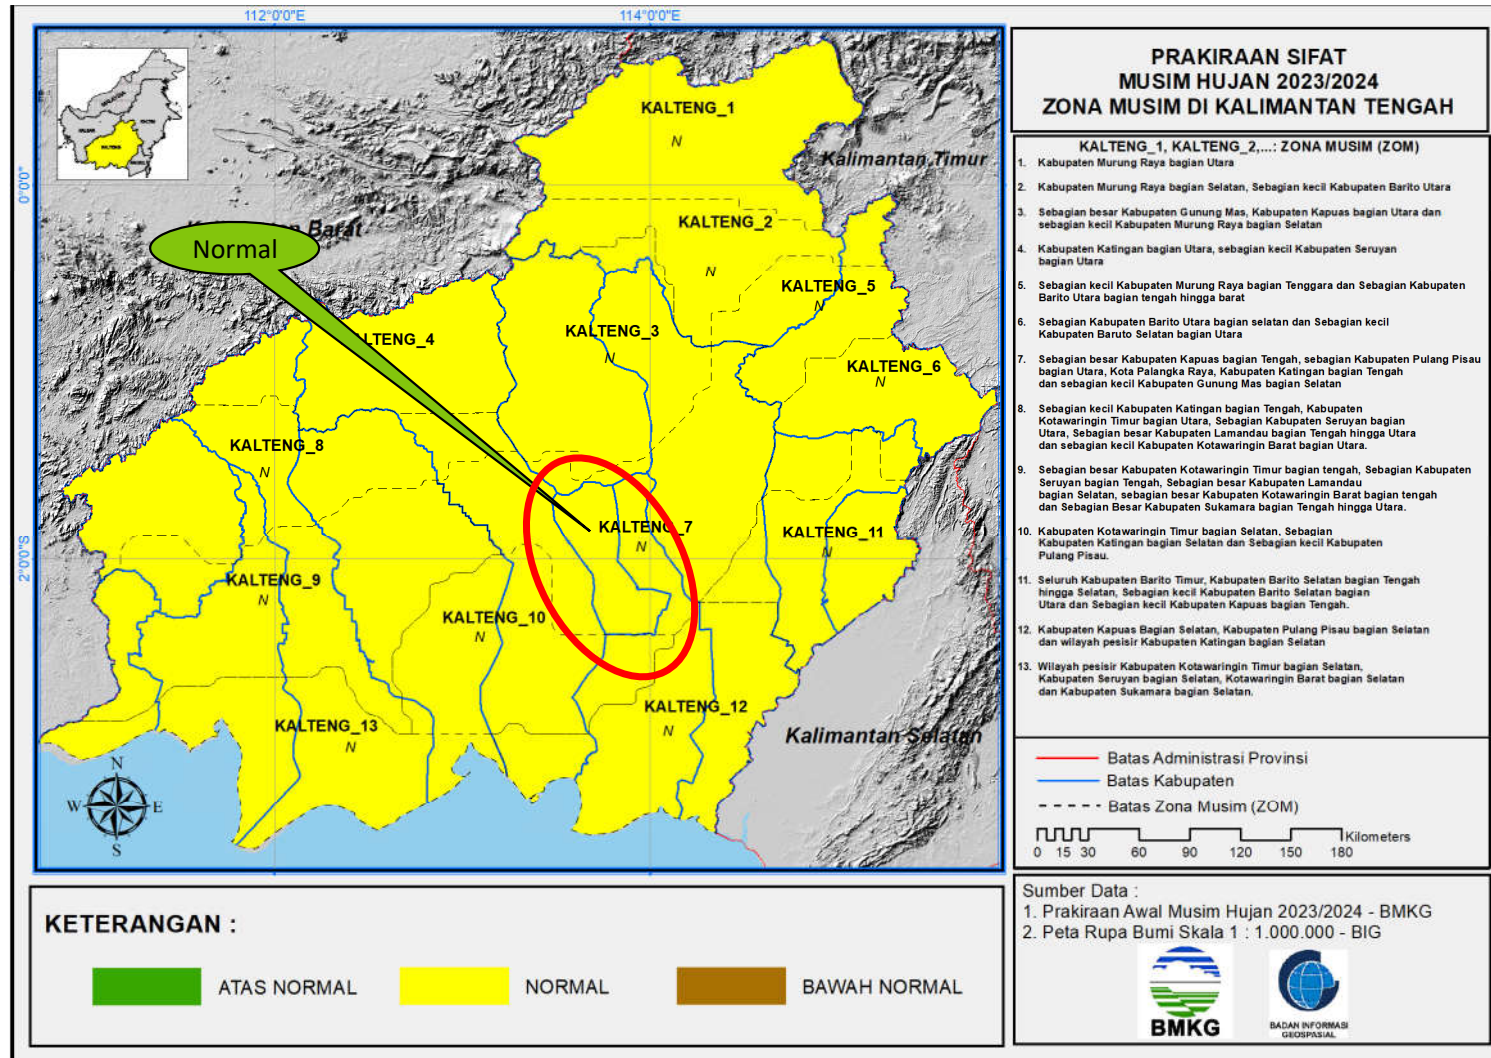 112°0'0"E
114°0'0"E
0°0'0"
2°0'0"S
KALTENG_1
N
Kalimantan Timur
KALTENG_2
N
Barat
Normal
KALTENG_5
N
KALTENG_3
N
ALTENG_4
KALTENG_6
N
KALTENG_8
N
KALTENG_7
N
KALTENG_11
N
KALTENG_9
N
KALTENG_10
N
KALTENG_12
N
KALTENG_13
N
Kalimantan Selatan
N
W E
S
PRAKIRAAN SIFAT
MUSIM HUJAN 2023/2024
ZONA MUSIM DI KALIMANTAN TENGAH
KALTENG_1, KALTENG_2,...: ZONA MUSIM (ZOM)
1. Kabupaten Murung Raya bagian Utara
2. Kabupaten Murung Raya bagian Selatan, Sebagian kecil Kabupaten Barito Utara
3. Sebagian besar Kabupaten Gunung Mas, Kabupaten Kapuas bagian Utara dan
sebagian kecil Kabupaten Murung Raya bagian Selatan
4. Kabupaten Katingan bagian Utara, sebagian kecil Kabupaten Seruyan
bagian Utara
5. Sebagian kecil Kabupaten Murung Raya bagian Tenggara dan Sebagian Kabupaten
Barito Utara bagian tengah hingga barat
6. Sebagian Kabupaten Barito Utara bagian selatan dan Sebagian kecil
Kabupaten Baruto Selatan bagian Utara
7. Sebagian besar Kabupaten Kapuas bagian Tengah, sebagian Kabupaten Pulang Pisau
bagian Utara, Kota Palangka Raya, Kabupaten Katingan bagian Tengah
dan sebagian kecil Kabupaten Gunung Mas bagian Selatan
8. Sebagian kecil Kabupaten Katingan bagian Tengah, Kabupaten
Kotawaringin Timur bagian Utara, Sebagian Kabupaten Seruyan bagian
Utara, Sebagian besar Kabupaten Lamandau bagian Tengah hingga Utara
dan sebagian kecil Kabupaten Kotawaringin Barat bagian Utara.
9. Sebagian besar Kabupaten Kotawaringin Timur bagian tengah, Sebagian Kabupaten
Seruyan bagian Tengah, Sebagian besar Kabupaten Lamandau
bagian Selatan, sebagian besar Kabupaten Kotawaringin Barat bagian tengah
dan Sebagian Besar Kabupaten Sukamara bagian Tengah hingga Utara.
10. Kabupaten Kotawaringin Timur bagian Selatan, Sebagian
Kabupaten Katingan bagian Selatan dan Sebagian kecil Kabupaten
Pulang Pisau.
11. Seluruh Kabupaten Barito Timur, Kabupaten Barito Selatan bagian Tengah
hingga Selatan, Sebagian kecil Kabupaten Barito Selatan bagian
Utara dan Sebagian kecil Kabupaten Kapuas bagian Tengah.
12. Kabupaten Kapuas Bagian Selatan, Kabupaten Pulang Pisau bagian Selatan
dan wilayah pesisir Kabupaten Katingan bagian Selatan
13. Wilayah pesisir Kabupaten Kotawaringin Timur bagian Selatan,
Kabupaten Seruyan bagian Selatan, Kotawaringin Barat bagian Selatan
dan Kabupaten Sukamara bagian Selatan.
Batas Administrasi Provinsi
Batas Kabupaten
Batas Zona Musim (ZOM)
Kilometers
0 15 30 60 90 120 150 180
Sumber Data :
1. Prakiraan Awal Musim Hujan 2023/2024 - BMKG
2. Peta Rupa Bumi Skala 1 : 1.000.000 - BIG
BMKG
BADAN INFORMASI
GEOSPASIAL
KETERANGAN :
ATAS NORMAL
NORMAL
BAWAH NORMAL